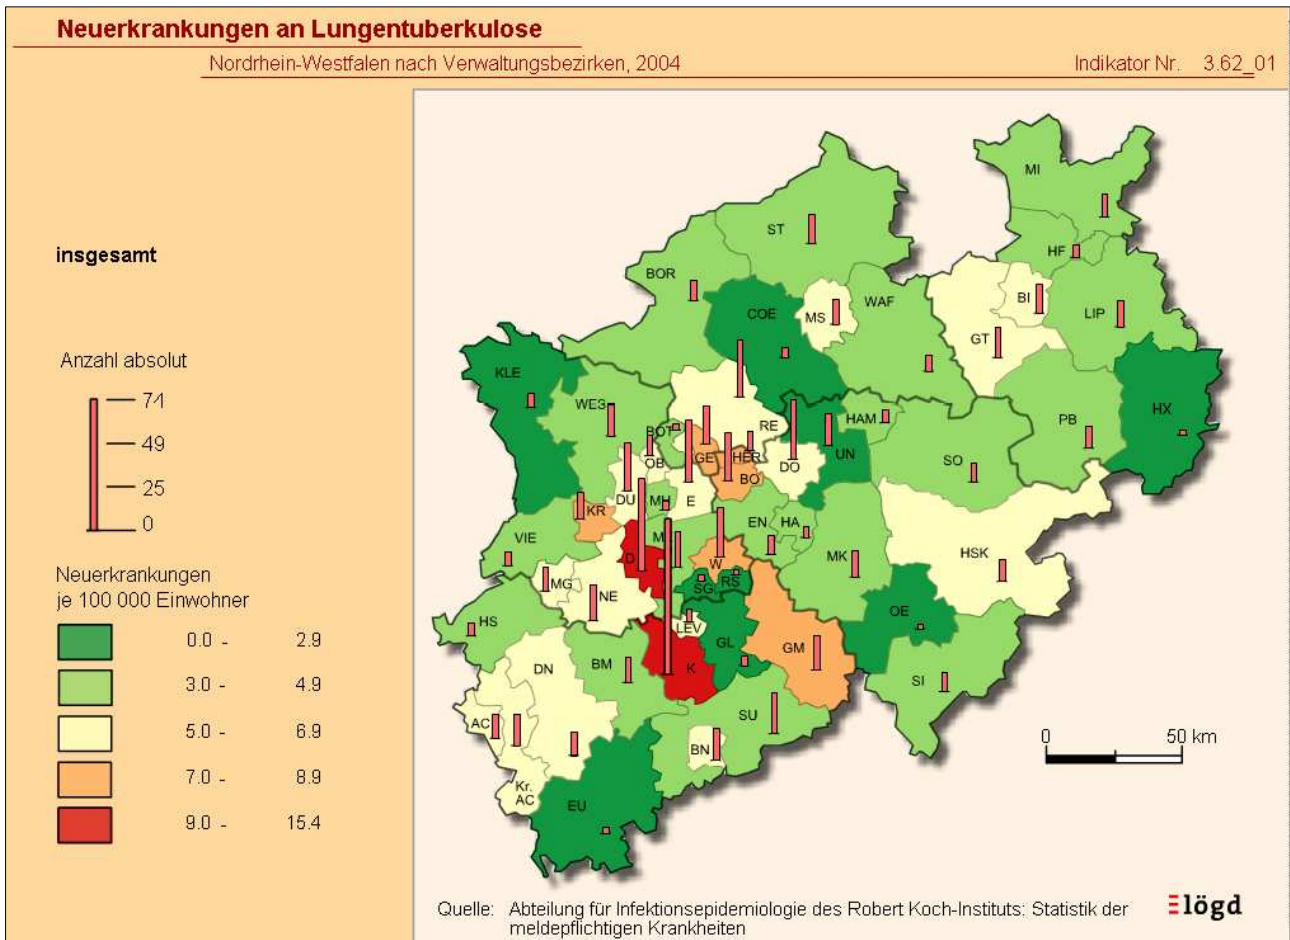 Neuerkrankungen an Lungentuberkulose
Nordrhein-Westfalen nach Verwaltungsbezirken, 2004
Indikator Nr. 3.62_01
insgesamt
Anzahl absolut
74
49
25
0
Neuerkrankungen
je 100 000 Einwohner
0.0 - 2.9
3.0 - 4.9
5.0 - 6.9
7.0 - 8.9
9.0 - 15.4
MI
ST
HF
BOR
BI
COE
MS
WAF
LIP
GT
KLE
WES
HAM
HX
BOT
RE
PB
GE
HER
UN
OB
DO
SO
BO
DU
MH
E
KR
EN
HA
VIE
HSK
D
MK
W
MG
SG
RS
NE
OE
HS
LEV
GL
GM
DN
BM
K
SI
SU
AC
BN
0 50 km
Kr.
AC
EU
Quelle: Abteilung für Infektionsepidemiologie des Robert Koch-Instituts: Statistik der
meldepflichtigen Krankheiten
lögd